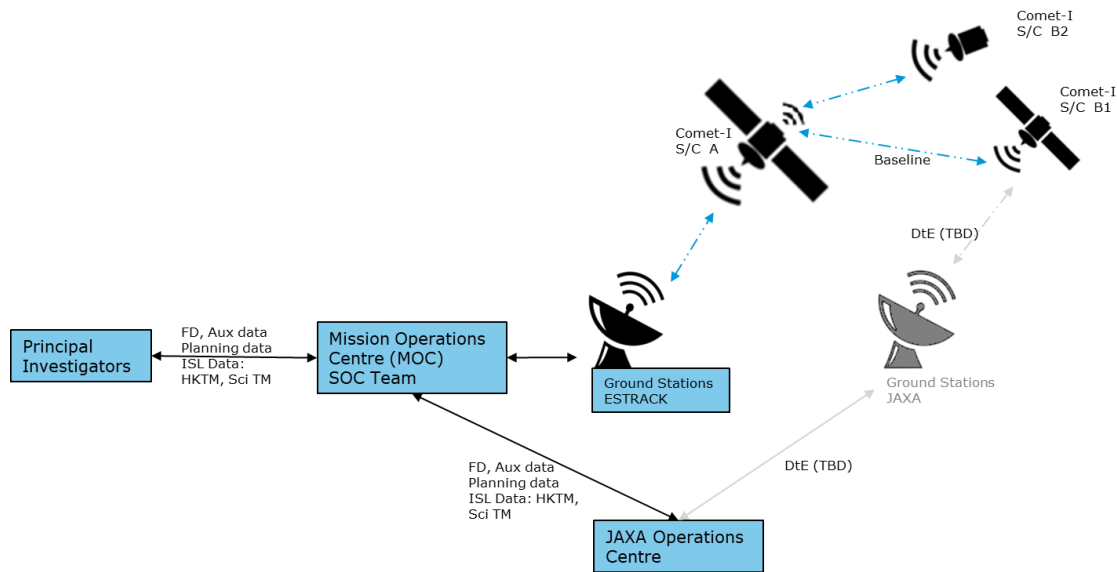 Comet-I
S/C  B2
Comet-I
S/C  B1
Comet-I
S/C  A
Baseline
DtE (TBD)
FD, Aux data
Planning data
ISL Data:
HKTM, Sci TM
Principal
Investigators
Mission Operations
Centre (MOC)
SOC Team
Ground Stations
ESTRACK
Ground Stations
JAXA
FD, Aux data
Planning data
ISL Data: HKTM,
Sci TM
DtE (TBD)
JAXA Operations
Centre